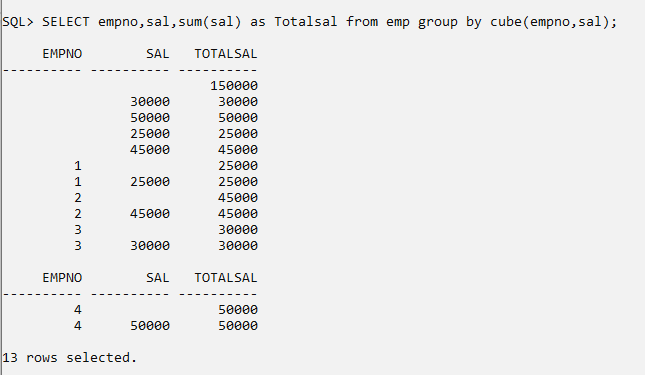 SQL> SELECT empno,sal,sum(sal) as Totalsal from emp group by cube(empno,sal);
EMPNO SAL TOTALSAL
---------- ---------- ----------
150000
30000 30000
50000 50000
25000 25000
45000 45000
1 25000
1 25000 25000
2 45000
2 45000 45000
3 30000
3 30000 30000
EMPNO SAL TOTALSAL
---------- ---------- ----------
4 50000
4 50000 50000
13 rows selected.